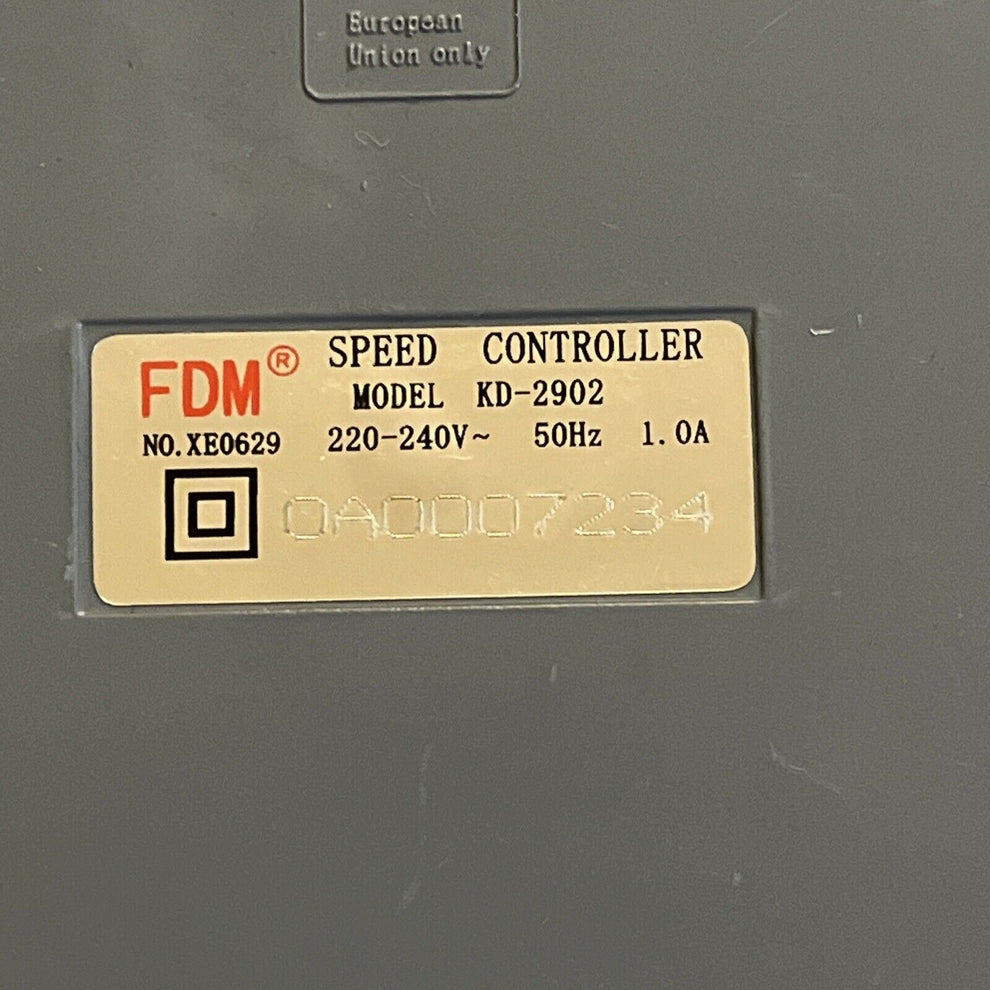 European
Union only
FDM® SPEED CONTROLLER
MODEL KD-2902
NO.XE0629 220-240V~ 50Hz 1.0A
0A0007234